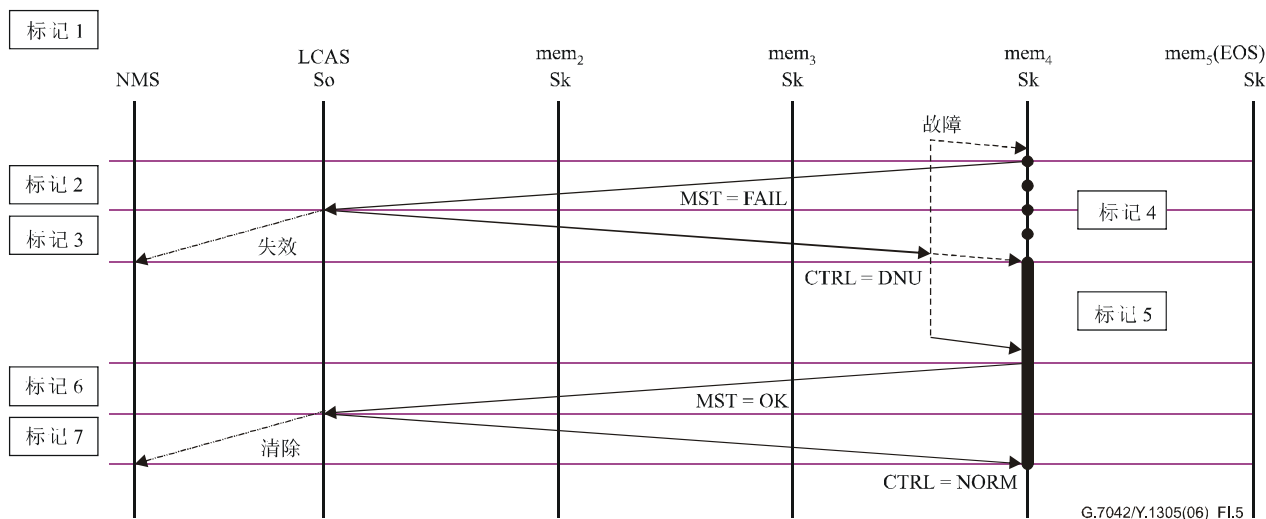 标记 1
NMS
LCAS
So
mem₂
Sk
mem₃
Sk
mem₄
Sk
mem₅(EOS)
Sk
故障
标记 2
MST = FAIL
标记 4
标记 3
失效
CTRL = DNU
标记 5
标记 6
MST = OK
标记 7
清除
CTRL = NORM
G.7042/Y.1305(06)_FI.5